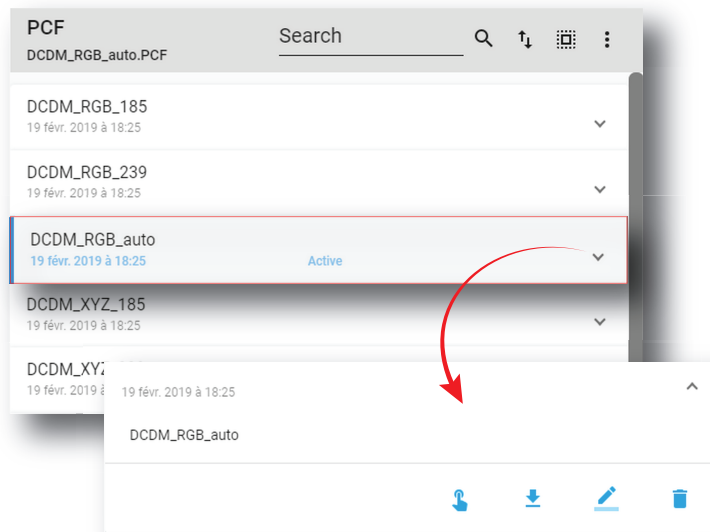 PCF
DCDM_RGB_auto.PCF
Search
DCDM_RGB_185
19 févr. 2019 à 18:25
DCDM_RGB_239
19 févr. 2019 à 18:25
DCDM_RGB_auto
19 févr. 2019 à 18:25 Active
DCDM_XYZ_185
19 févr. 2019 à 18:25
DCDM_XYZ
19 févr. 2019 à
19 févr. 2019 à 18:25
DCDM_RGB_auto